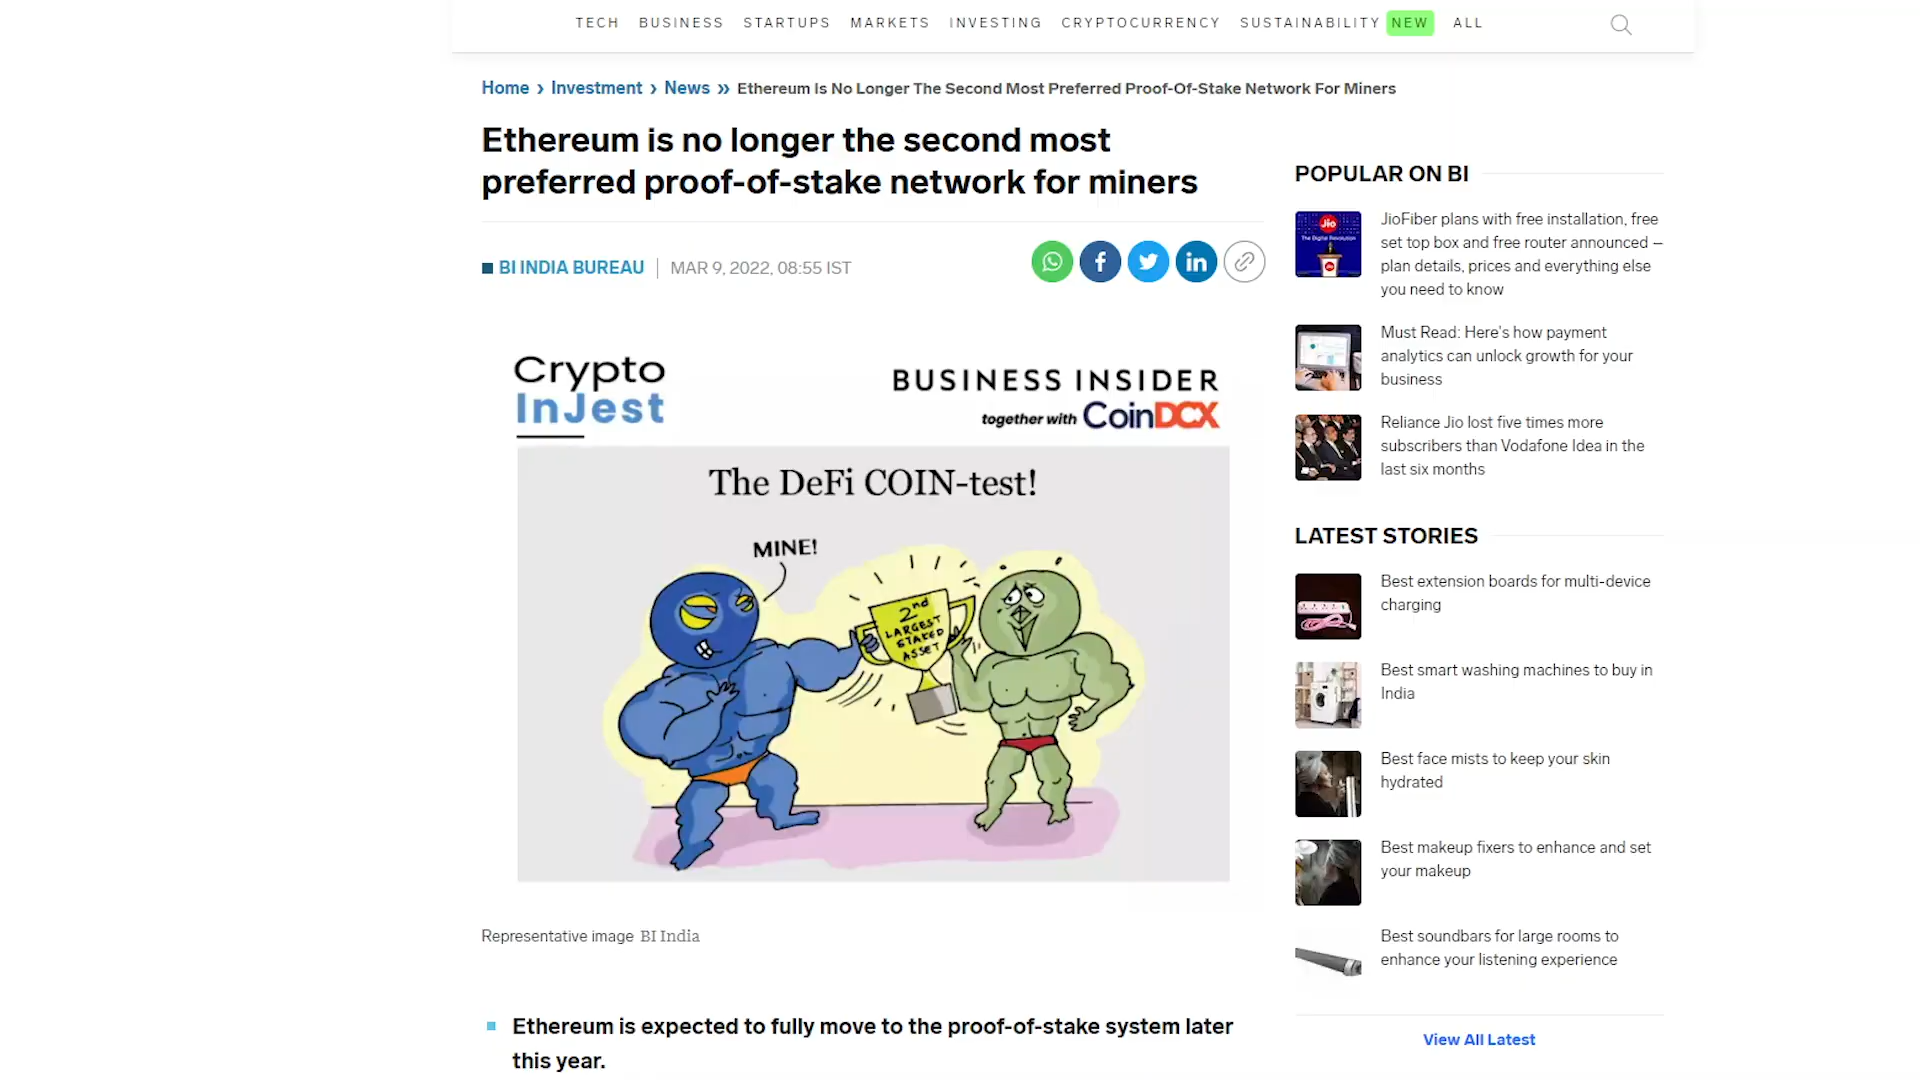 TECH BUSINESS STARTUPS MARKETS INVESTING CRYPTOCURRENCY SUSTAINABILITY NEW ALL
Home › Investment › News » Ethereum Is No Longer The Second Most Preferred Proof-Of-Stake Network For Miners
Ethereum is no longer the second most
preferred proof-of-stake network for miners
BI INDIA BUREAU | MAR 9, 2022, 08:55 IST
Crypto
InJest
BUSINESS INSIDER
together with CoinDCX
The DeFi COIN-test!
MINE!
2nd
LARGEST
STAKED
ASSET
Representative image BI India
Ethereum is expected to fully move to the proof-of-stake system later
this year.
POPULAR ON BI
Jio
The Digital Revolution
JioFiber plans with free installation, free
set top box and free router announced –
plan details, prices and everything else
you need to know
Must Read: Here's how payment
analytics can unlock growth for your
business
Reliance Jio lost five times more
subscribers than Vodafone Idea in the
last six months
LATEST STORIES
Best extension boards for multi-device
charging
Best smart washing machines to buy in
India
Best face mists to keep your skin
hydrated
Best makeup fixers to enhance and set
your makeup
Best soundbars for large rooms to
enhance your listening experience
View All Latest